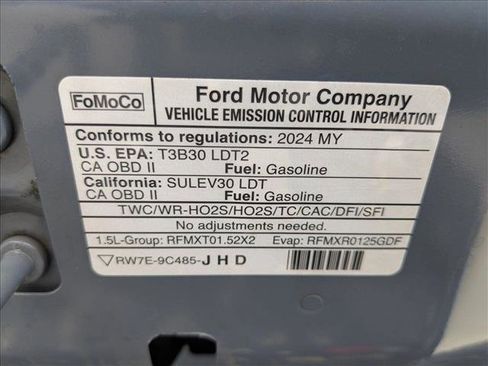 FoMoCo
Ford Motor Company
VEHICLE EMISSION CONTROL INFORMATION
Conforms to regulations: 2024 MY
U.S. EPA: T3B30 LDT2
CA OBD II Fuel: Gasoline
California: SULEV30 LDT
CA OBD II Fuel: Gasoline
TWC/WR-HO2S/HO2S/TC/CAC/DFI/SFI
No adjustments needed.
1.5L-Group: RFMXT01.52X2 Evap: RFMXR0125GDF
RW7E-9C485-JHD